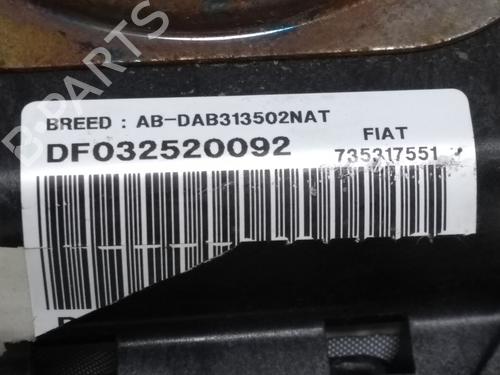 B-PARTS
BREED : AB-DAB313502NAT
DF032520092
FIAT
735317551